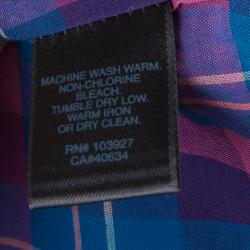 MACHINE WASH WARM.
NON-CHLORINE
BLEACH.
TUMBLE DRY LOW.
WARM IRON
OR DRY CLEAN.
RN# 103927
CA#40634